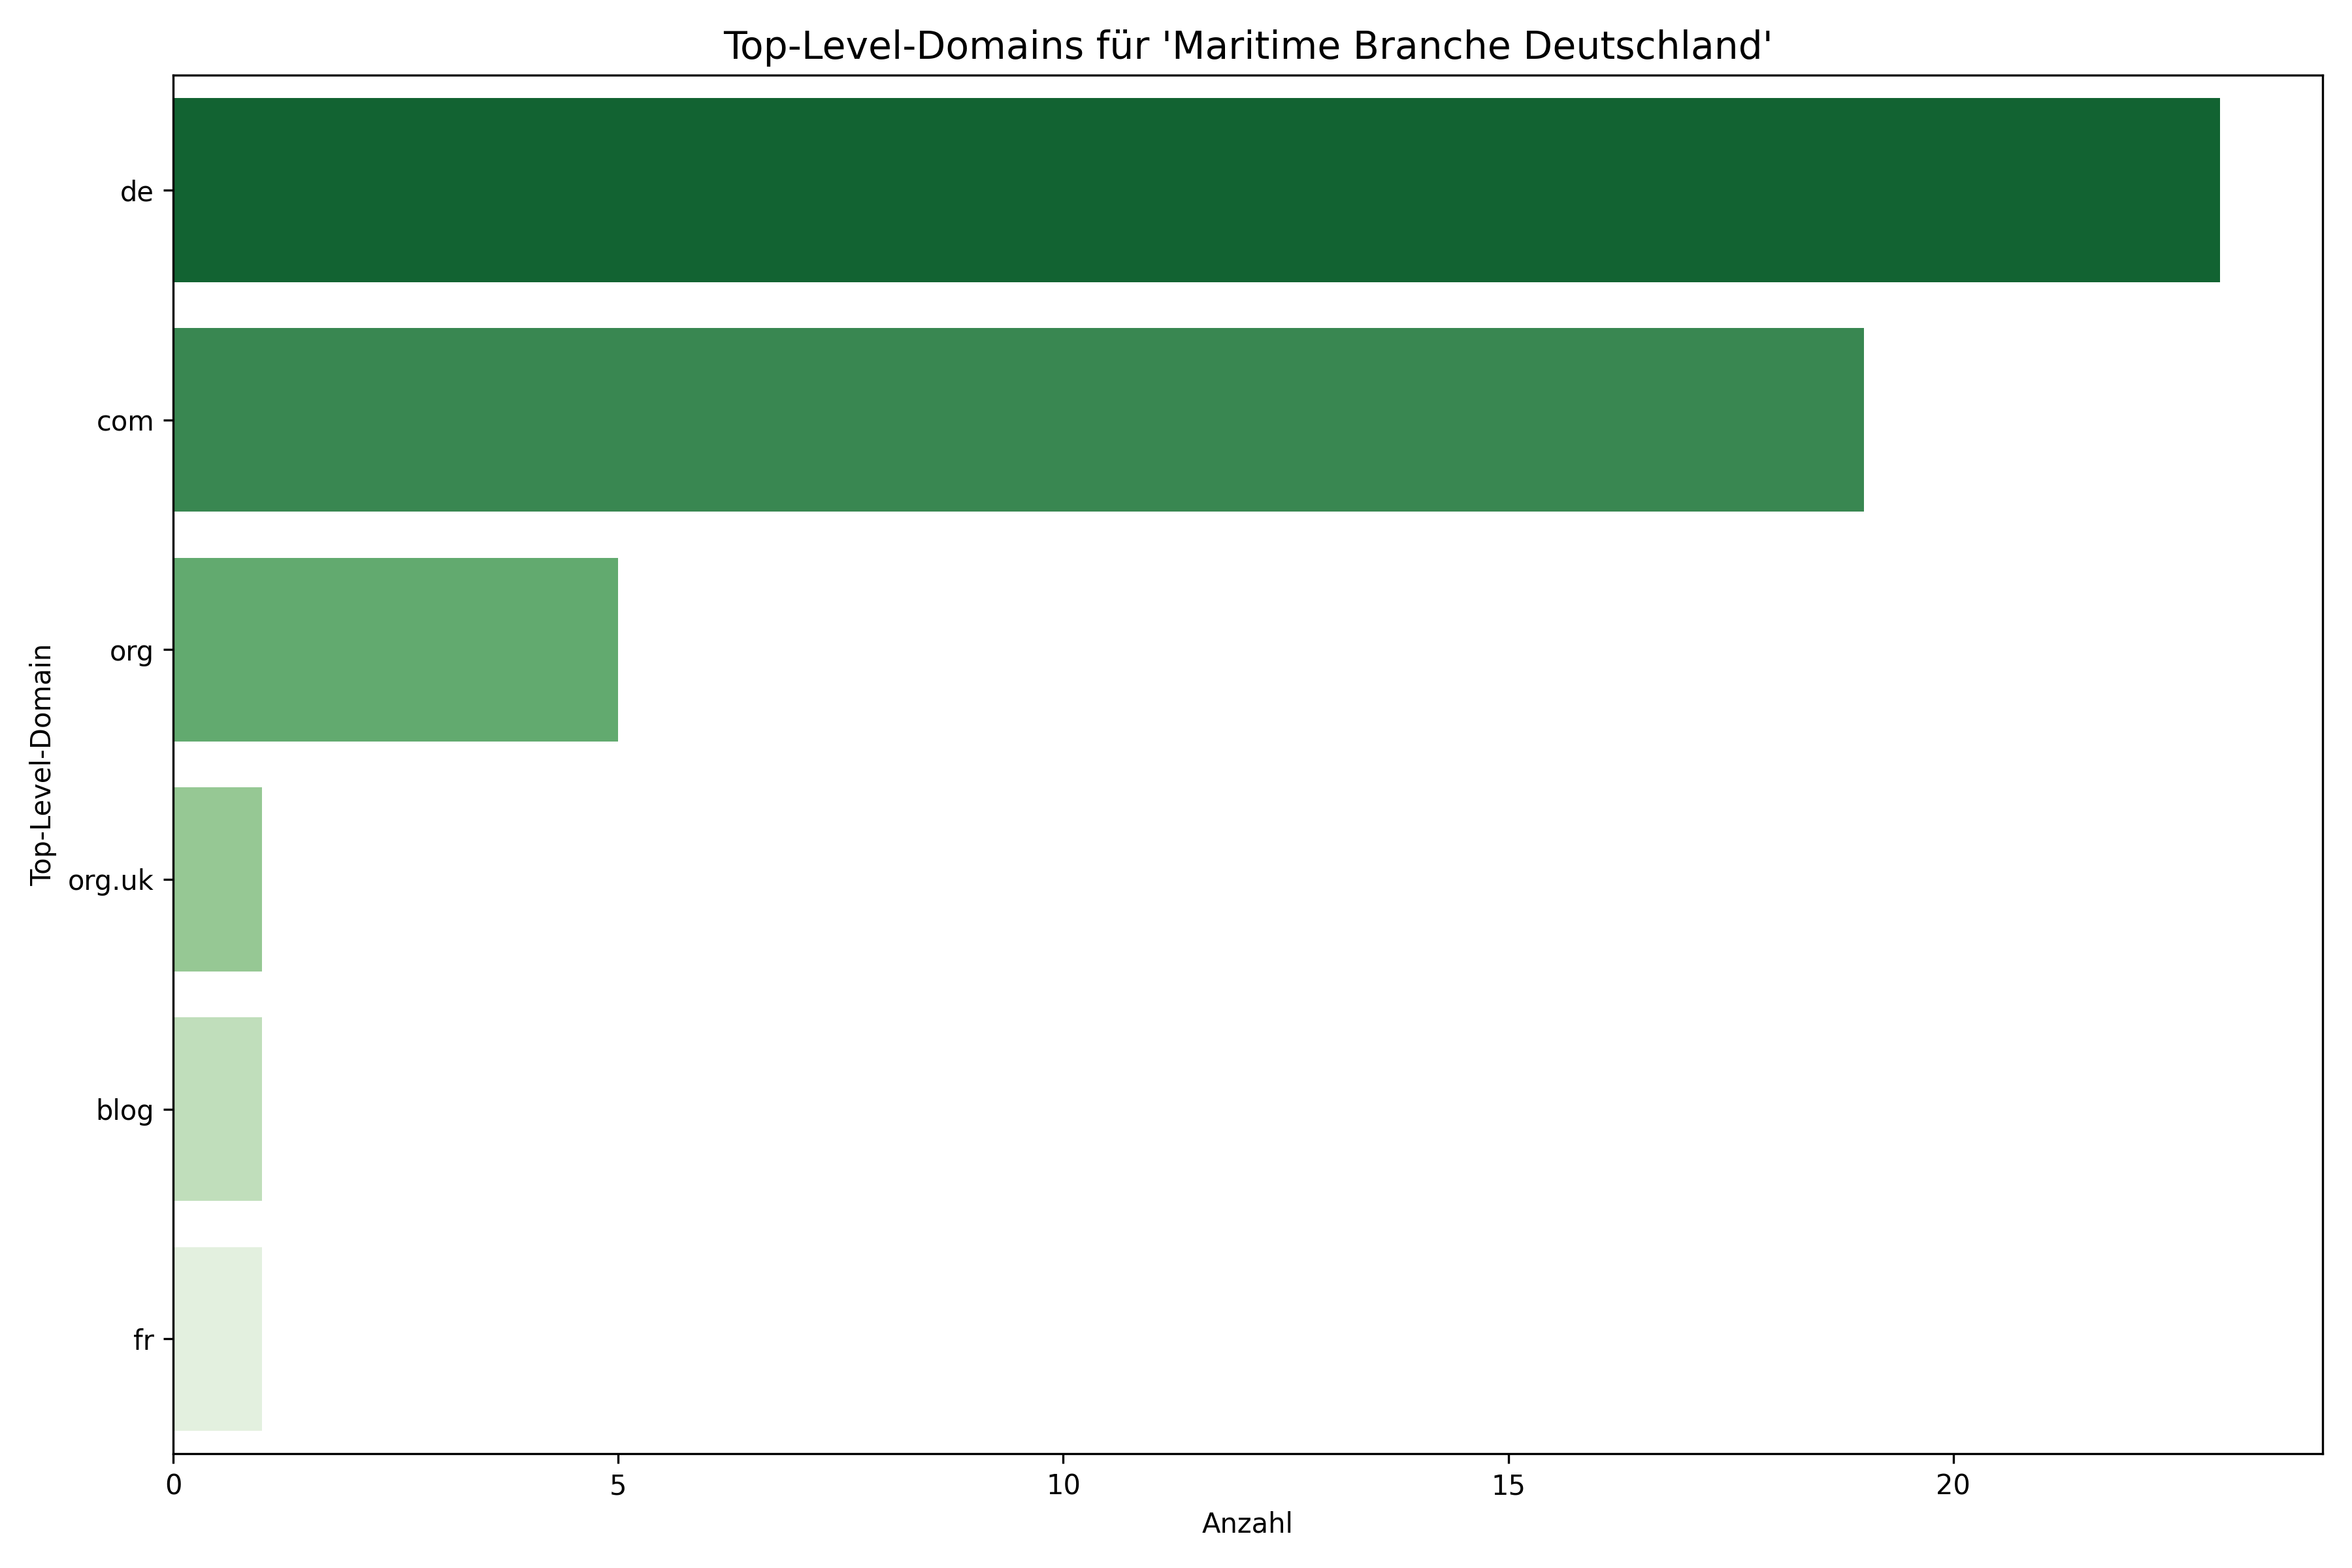 Top-Level-Domains für 'Maritime Branche Deutschland'
Top-Level-Domain
de
com
org
org.uk
blog
fr
0 5 10 15 20
Anzahl